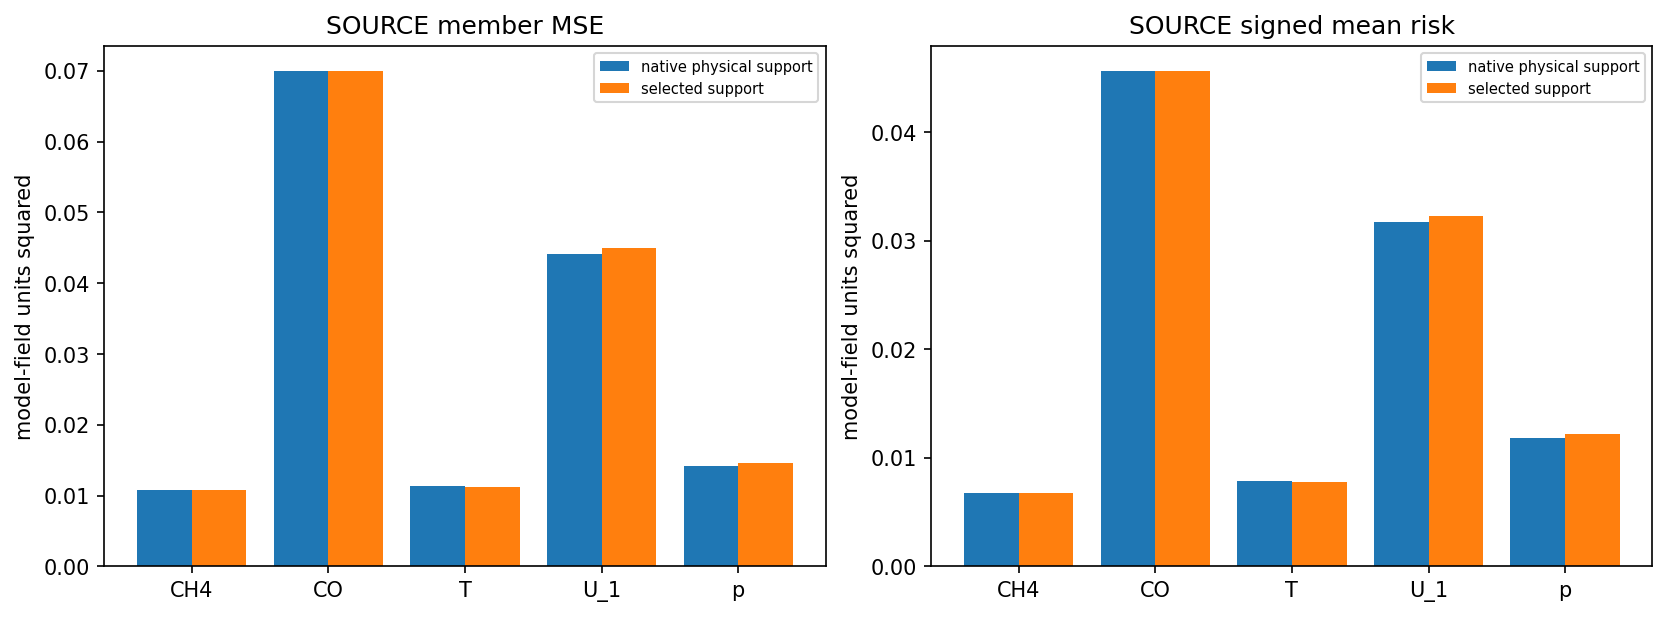 SOURCE member MSE
model-field units squared
0.07
0.06
0.05
0.04
0.03
0.02
0.01
0.00
native physical support
selected support
CH4 CO T U_1 p
SOURCE signed mean risk
model-field units squared
0.04
0.03
0.02
0.01
0.00
native physical support
selected support
CH4 CO T U_1 p